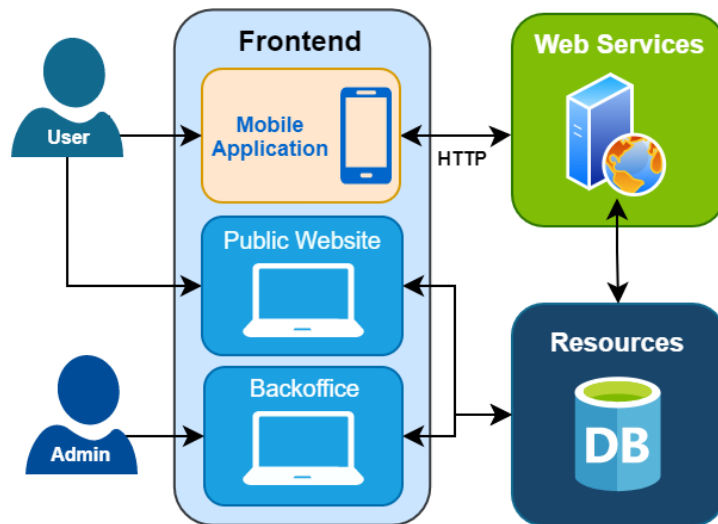 Frontend
Web Services
User
Mobile
Application
HTTP
Public Website
Resources
Backoffice
Admin
DB